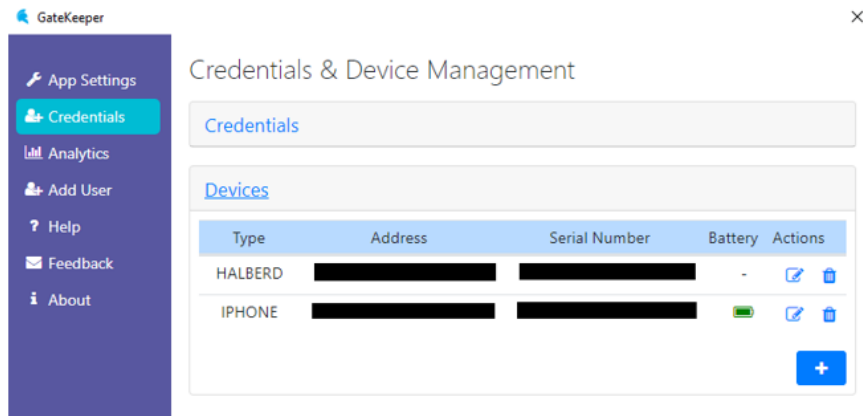 GateKeeper
App Settings
Credentials
Analytics
Add User
? Help
Feedback
i About
Credentials & Device Management
Credentials
Devices
Type Address Serial Number Battery Actions
HALBERD -
IPHONE